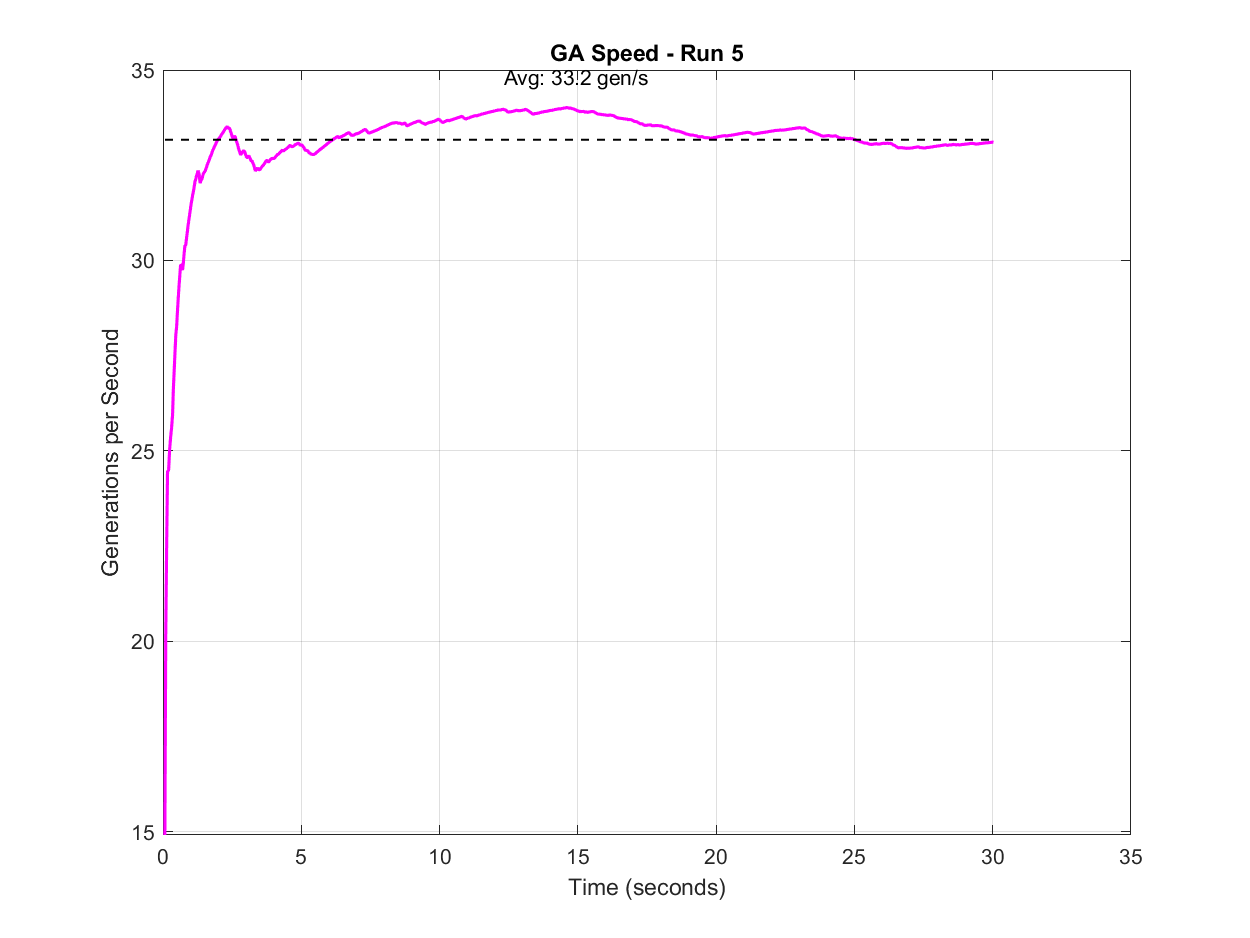 GA Speed - Run 5
Avg: 33.2 gen/s
35
30
25
20
15
Generations per Second
0 5 10 15 20 25 30 35
Time (seconds)